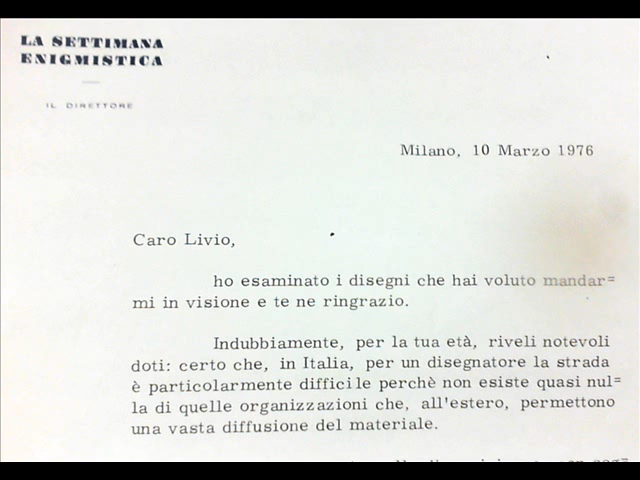 LA SETTIMANA
ENIGMISTICA
IL DIRETTORE
Milano, 10 Marzo 1976
Caro Livio,
ho esaminato i disegni che hai voluto mandar=
mi in visione e te ne ringrazio.
Indubbiamente, per la tua età, riveli notevoli
doti: certo che, in Italia, per un disegnatore la strada
è particolarmente difficile perchè non esiste quasi nul=
la di quelle organizzazioni che, all'estero, permettono
una vasta diffusione del materiale.